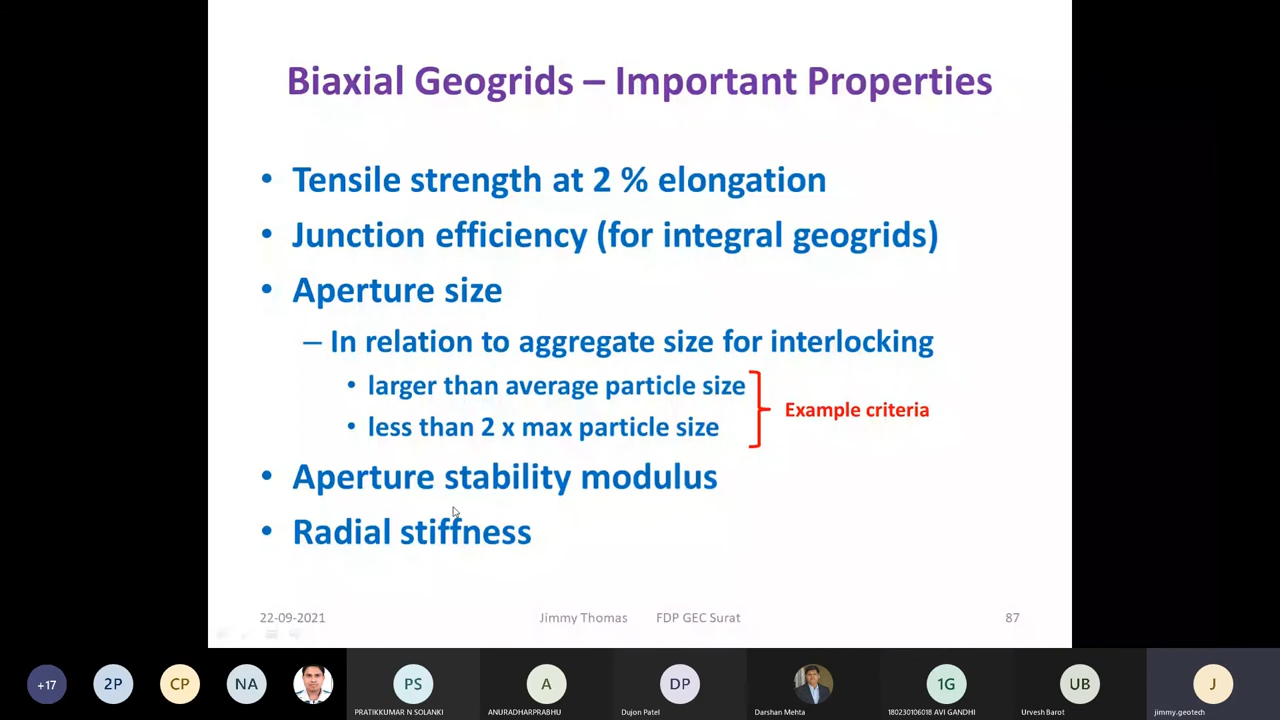 Biaxial Geogrids – Important Properties
• Tensile strength at 2 % elongation
• Junction efficiency (for integral geogrids)
• Aperture size
– In relation to aggregate size for interlocking
• larger than average particle size
• less than 2 x max particle size
Example criteria
• Aperture stability modulus
• Radial stiffness
22-09-2021 Jimmy Thomas FDP GEC Surat 87
+17 2P CP NA PS A DP 1G UB J
PRATIKKUMAR N SOLANKI ANURADHARPRABHU Dujon Patel Darshan Mehta 180230106018 AVI GANDHI Urvesh Barot jimmy.geotech